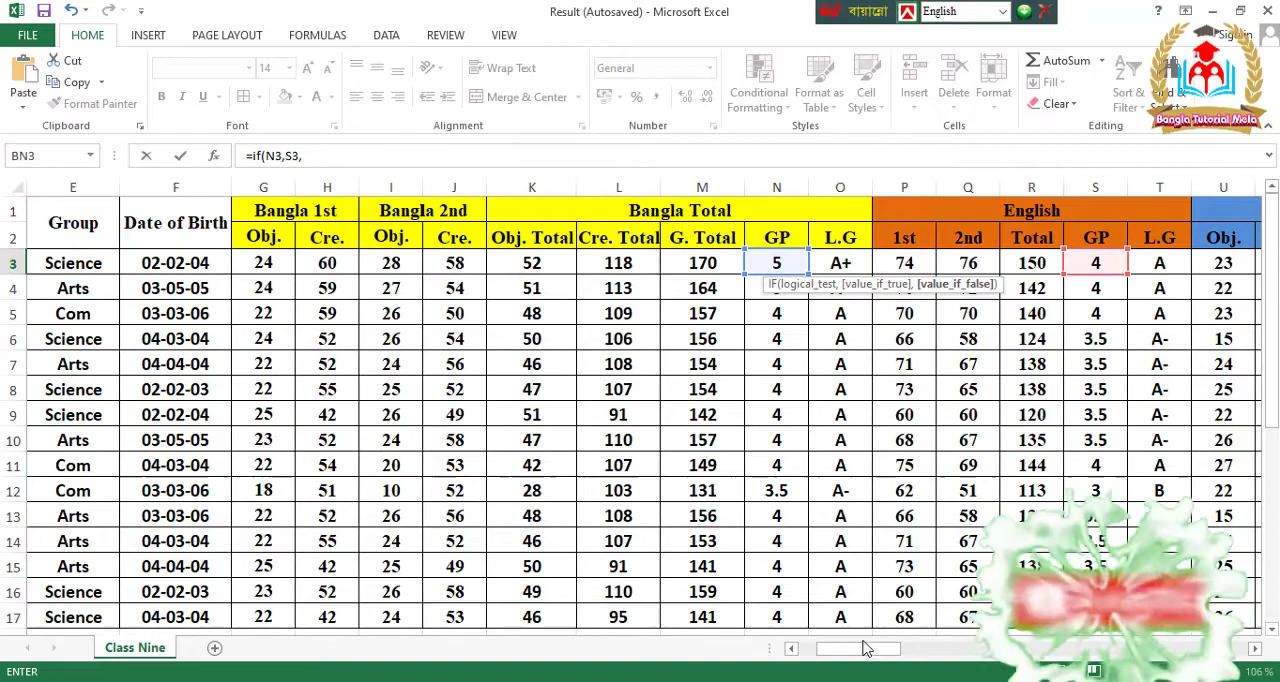 Result (Autosaved) - Microsoft Excel
বায়ান্নো
English
?
FILE HOME INSERT PAGE LAYOUT FORMULAS DATA REVIEW VIEW
Paste
Cut
Copy
Format Painter
14
B I U
Wrap Text
Merge & Center
General
%
Conditional Formatting
Format as Table
Cell Styles
Insert Delete Format
AutoSum
Fill
Clear
Sort &
Filter
Bangla Tutorial Mela
Clipboard Font Alignment Number Styles Cells Editing
BN3 fx =if(N3,S3,
E F G H I J K L M N O P Q R S T U
1 Group Date of Birth Bangla 1st Bangla 2nd Bangla Total English
2 Obj. Cre. Obj. Cre. Obj. Total Cre. Total G. Total GP L.G 1st 2nd Total GP L.G Obj.
3 Science 02-02-04 24 60 28 58 52 118 170 5 A+ 74 76 150 4 A 23
IF(logical_test, [value_if_true], [value_if_false])
4 Arts 03-05-05 24 59 27 54 51 113 164 142 4 A 22
5 Com 03-03-06 22 59 26 50 48 109 157 4 A 70 70 140 4 A 23
6 Science 04-03-04 24 52 26 54 50 106 156 4 A 66 58 124 3.5 A- 15
7 Arts 04-03-04 22 52 24 56 46 108 154 4 A 71 67 138 3.5 A- 24
8 Science 02-02-03 22 55 25 52 47 107 154 4 A 73 65 138 3.5 A- 25
9 Science 02-02-04 25 42 26 49 51 91 142 4 A 60 60 120 3.5 A- 22
10 Arts 03-05-05 23 52 24 58 47 110 157 4 A 68 67 135 3.5 A- 26
11 Com 04-03-04 22 54 20 53 42 107 149 4 A 75 69 144 4 A 27
12 Com 03-03-06 18 51 10 52 28 103 131 3.5 A- 62 51 113 3 B 22
13 Arts 03-03-06 22 52 26 56 48 108 156 4 A 66 58 15
14 Arts 04-03-04 22 55 24 52 46 107 153 4 A 71 67
15 Arts 04-04-04 25 42 25 49 50 91 141 4 A 73 65
16 Science 02-02-03 23 52 26 58 49 110 159 4 A 60 60
17 Science 04-03-04 22 42 24 53 46 95 141 4 A 68
Class Nine
ENTER 106 %